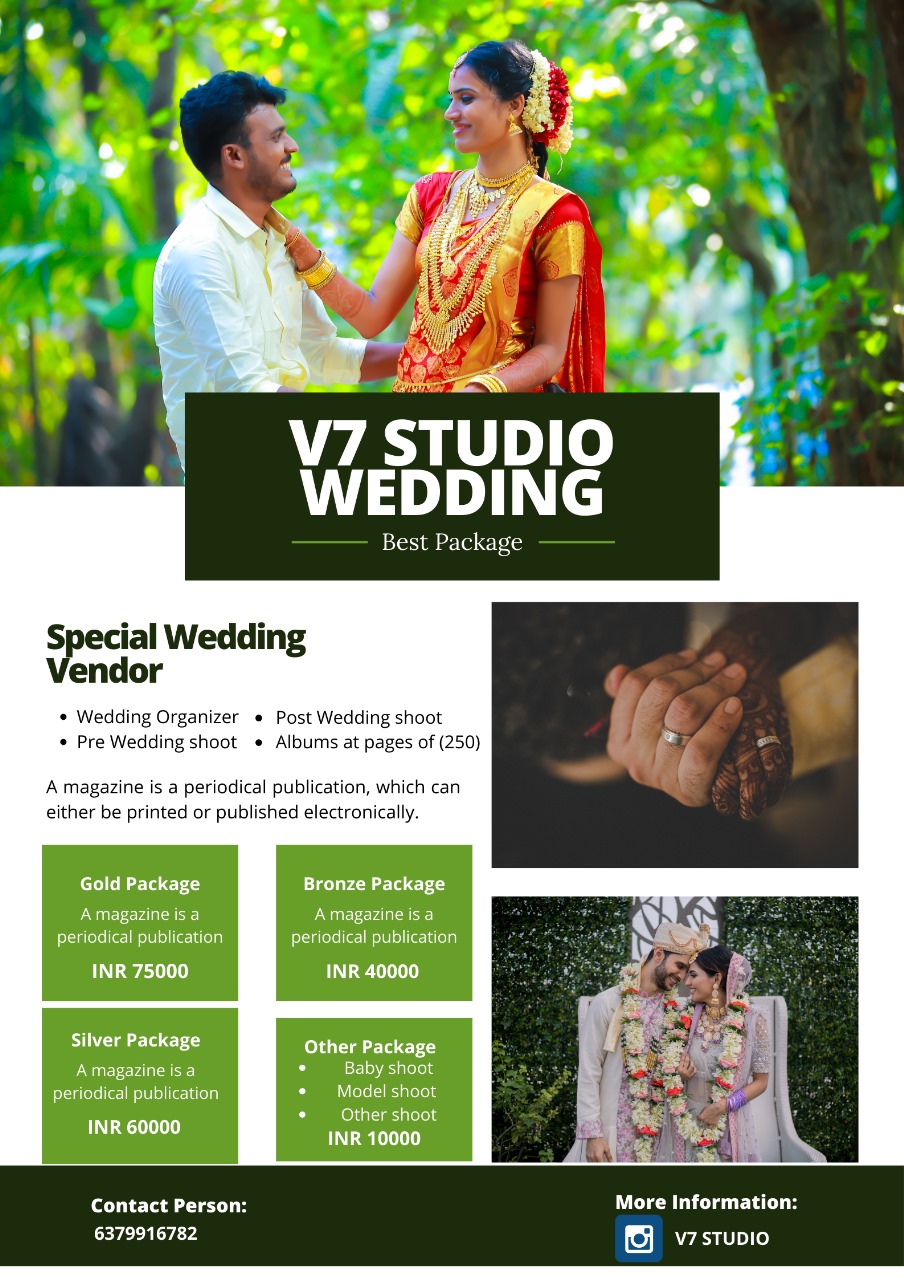 V7 STUDIO
WEDDING
Best Package
Special Wedding
Vendor
• Wedding Organizer
• Pre Wedding shoot
• Post Wedding shoot
• Albums at pages of (250)
A magazine is a periodical publication, which can
either be printed or published electronically.
Gold Package
A magazine is a
periodical publication
INR 75000
Bronze Package
A magazine is a
periodical publication
INR 40000
Silver Package
A magazine is a
periodical publication
INR 60000
Other Package
• Baby shoot
• Model shoot
• Other shoot
INR 10000
Contact Person:
6379916782
More Information:
V7 STUDIO